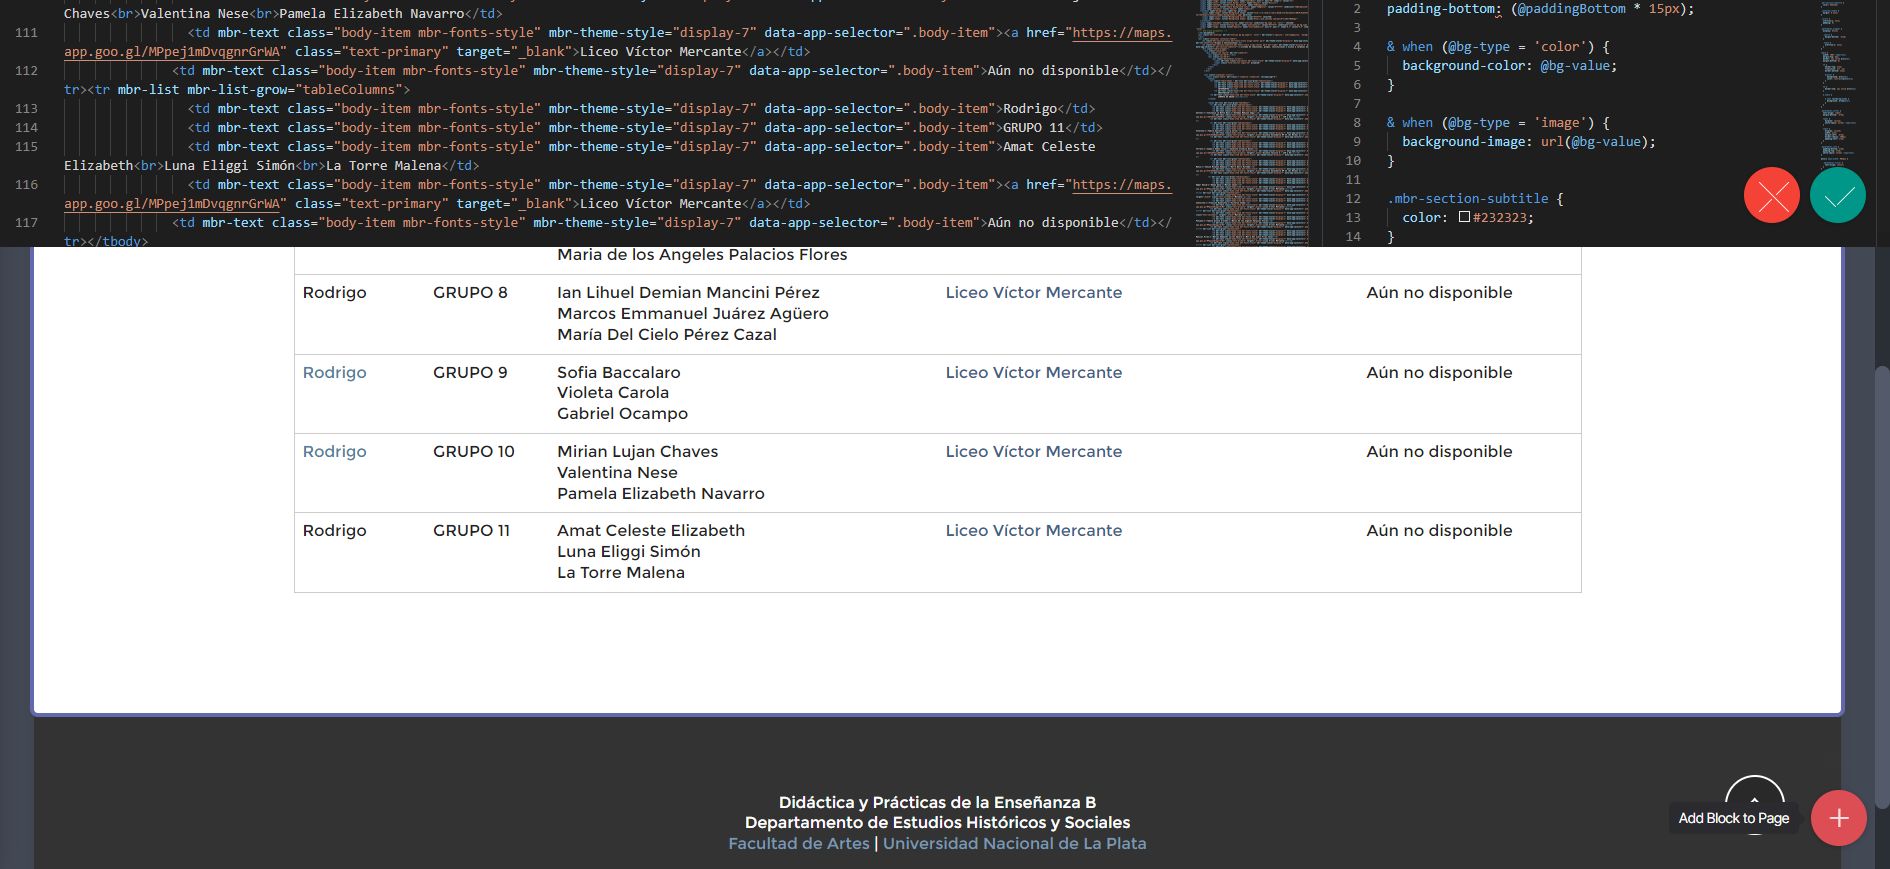 Chaves<br>Valentina Nese<br>Pamela Elizabeth Navarro</td>
111 <td mbr-text class="body-item mbr-fonts-style" mbr-theme-style="display-7" data-app-selector=".body-item"><a href="https://maps.
app.goo.gl/MPpej1mDvqgnrGrWA" class="text-primary" target="_blank">Liceo Víctor Mercante</a></td>
112 <td mbr-text class="body-item mbr-fonts-style" mbr-theme-style="display-7" data-app-selector=".body-item">Aún no disponible</td></
tr><tr mbr-list mbr-list-grow="tableColumns">
113 <td mbr-text class="body-item mbr-fonts-style" mbr-theme-style="display-7" data-app-selector=".body-item">Rodrigo</td>
114 <td mbr-text class="body-item mbr-fonts-style" mbr-theme-style="display-7" data-app-selector=".body-item">GRUPO 11</td>
115 <td mbr-text class="body-item mbr-fonts-style" mbr-theme-style="display-7" data-app-selector=".body-item">Amat Celeste
Elizabeth<br>Luna Eliggi Simón<br>La Torre Malena</td>
116 <td mbr-text class="body-item mbr-fonts-style" mbr-theme-style="display-7" data-app-selector=".body-item"><a href="https://maps.
app.goo.gl/MPpej1mDvqgnrGrWA" class="text-primary" target="_blank">Liceo Víctor Mercante</a></td>
117 <td mbr-text class="body-item mbr-fonts-style" mbr-theme-style="display-7" data-app-selector=".body-item">Aún no disponible</td></
tr></tbody>
2 padding-bottom: (@paddingBottom * 15px);
3
4 & when (@bg-type = 'color') {
5 background-color: @bg-value;
6 }
7
8 & when (@bg-type = 'image') {
9 background-image: url(@bg-value);
10 }
11
12 .mbr-section-subtitle {
13 color: #232323;
14 }
Maria de los Angeles Palacios Flores
Rodrigo GRUPO 8 Ian Lihuel Demian Mancini Pérez Liceo Víctor Mercante Aún no disponible
Marcos Emmanuel Juárez Agüero
María Del Cielo Pérez Cazal
Rodrigo GRUPO 9 Sofia Baccalaro Liceo Víctor Mercante Aún no disponible
Violeta Carola
Gabriel Ocampo
Rodrigo GRUPO 10 Mirian Lujan Chaves Liceo Víctor Mercante Aún no disponible
Valentina Nese
Pamela Elizabeth Navarro
Rodrigo GRUPO 11 Amat Celeste Elizabeth Liceo Víctor Mercante Aún no disponible
Luna Eliggi Simón
La Torre Malena
Didáctica y Prácticas de la Enseñanza B
Departamento de Estudios Históricos y Sociales
Facultad de Artes | Universidad Nacional de La Plata
Add Block to Page